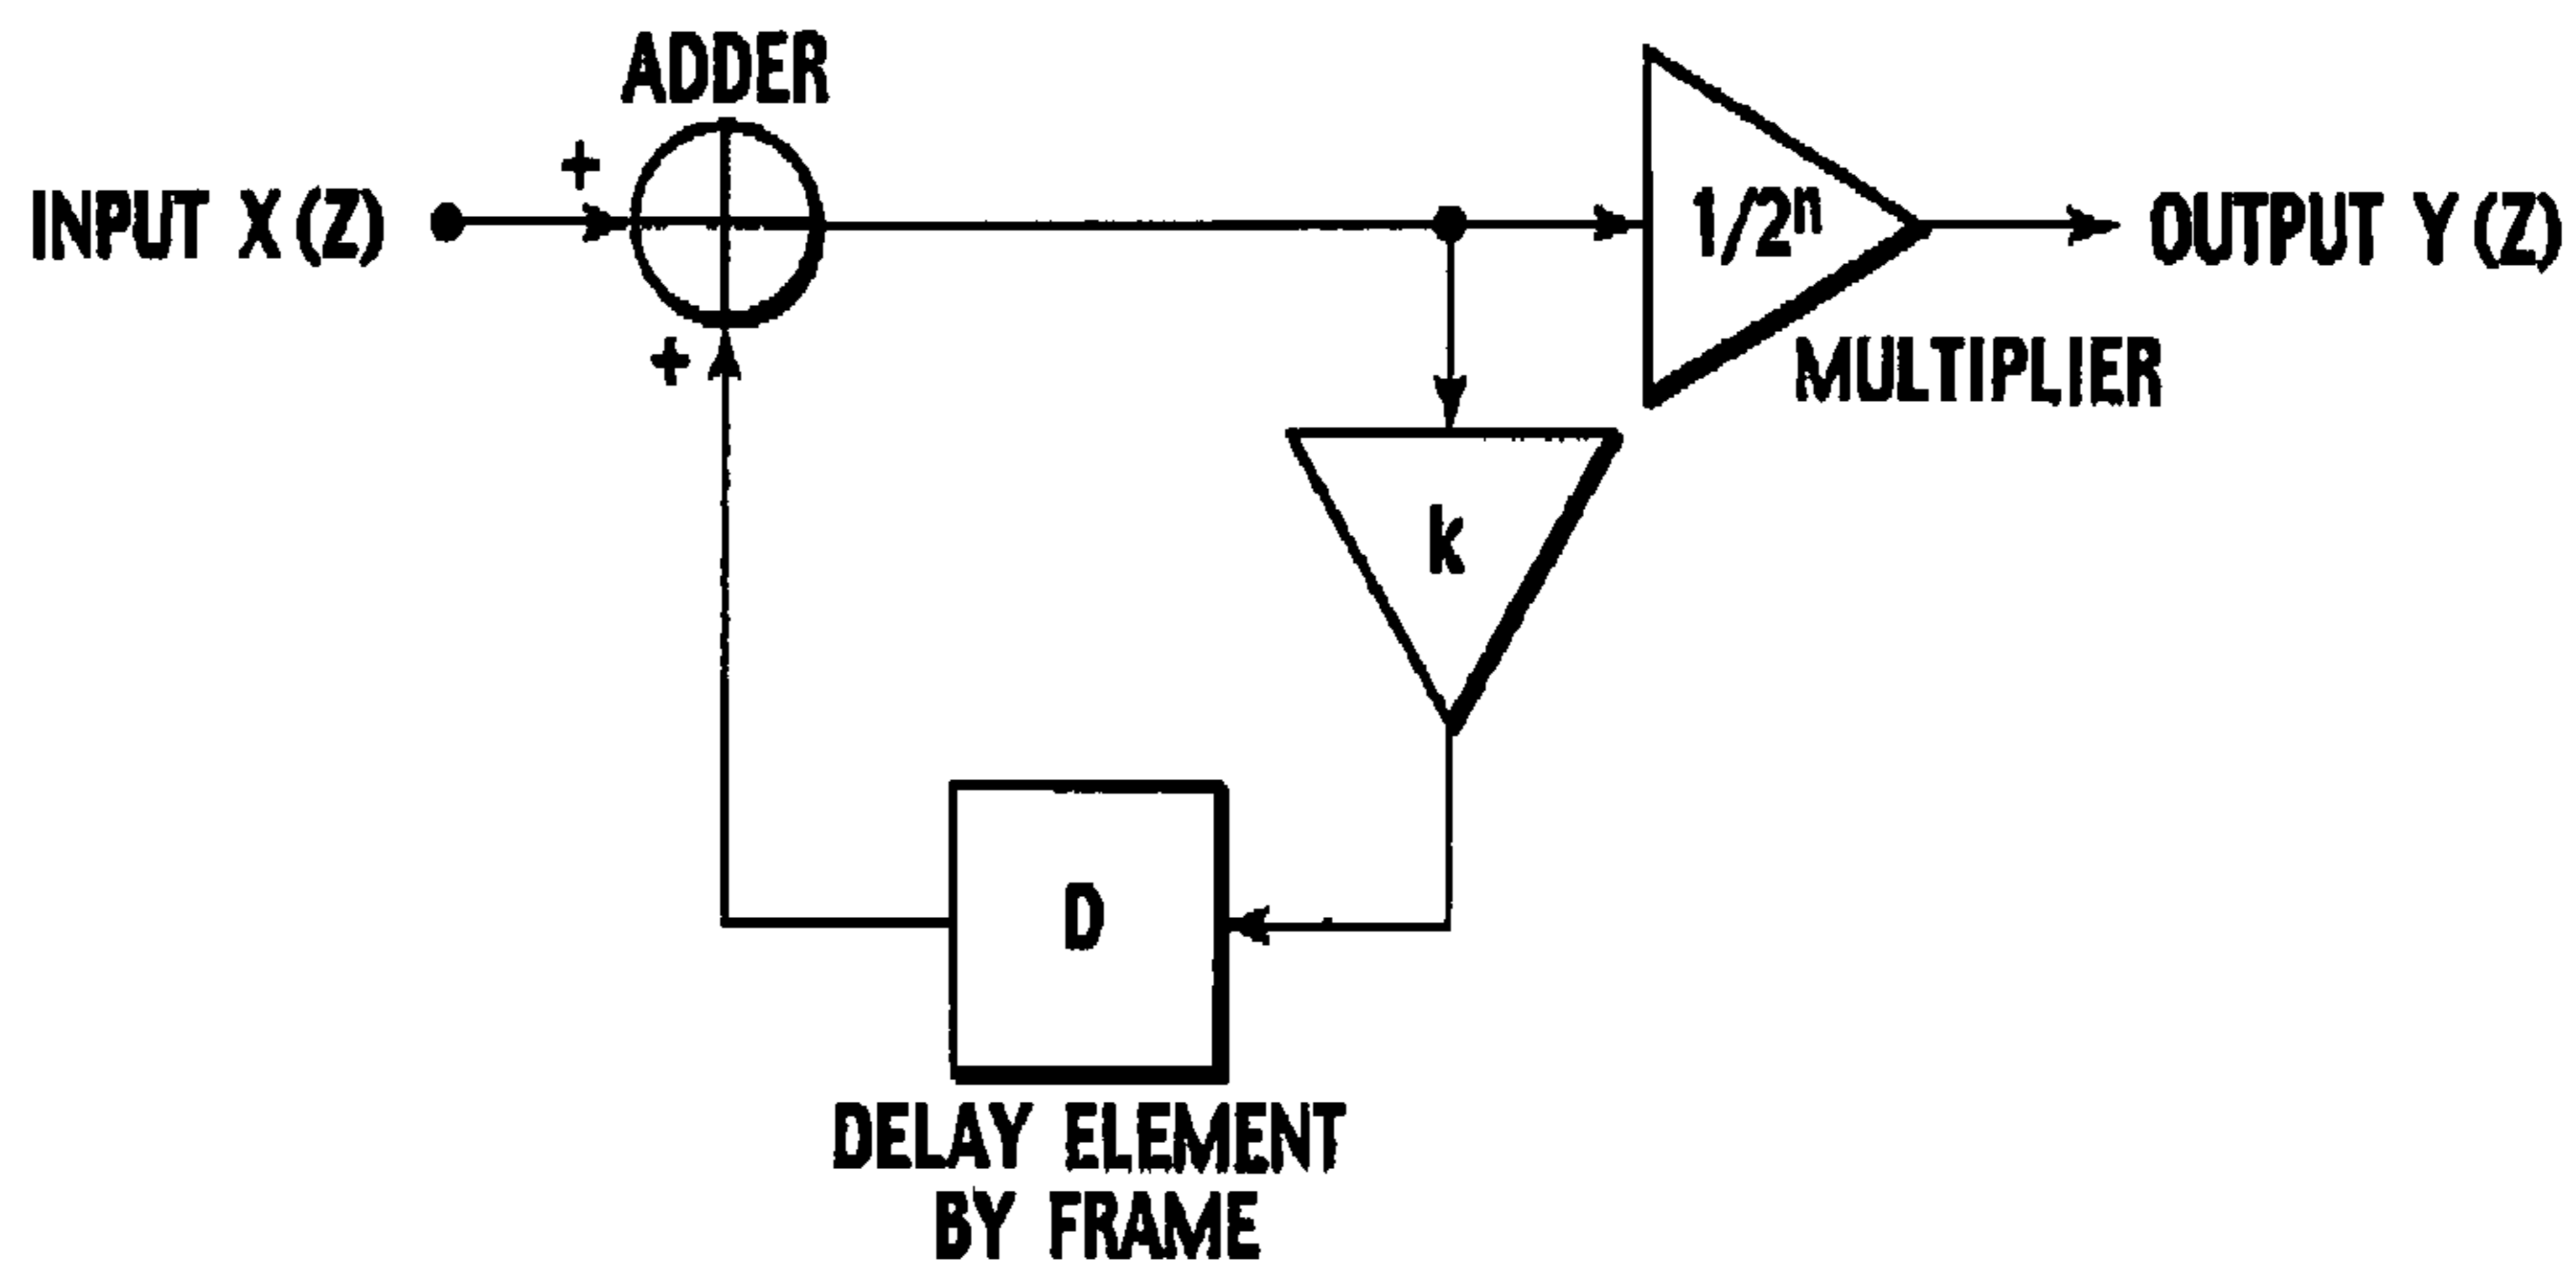 ADDER
+
INPUT X(Z)
1/2ⁿ
OUTPUT Y(Z)
+
MULTIPLIER
k
D
DELAY ELEMENT
BY FRAME